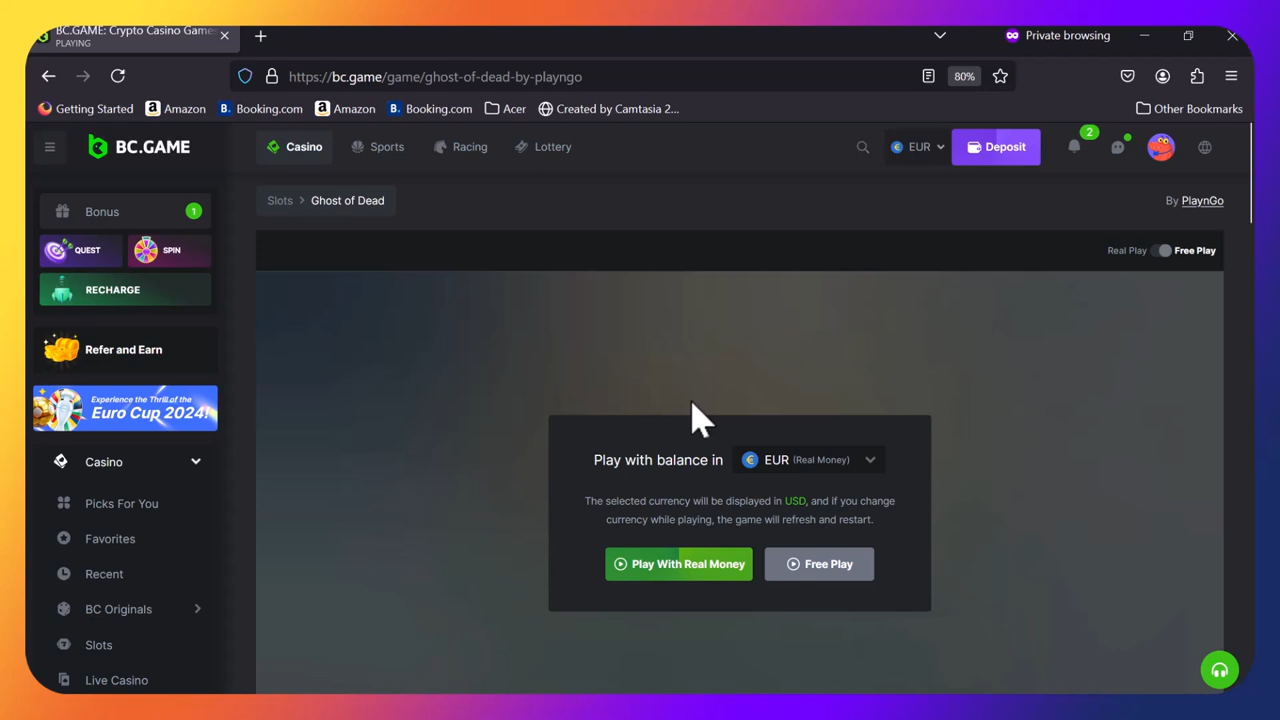 BC.GAME: Crypto Casino Games
PLAYING
Private browsing
https://bc.game/game/ghost-of-dead-by-playngo
80%
Getting Started
Amazon
B. Booking.com
Amazon
B. Booking.com
Acer
Created by Camtasia 2...
Other Bookmarks
BC.GAME
Casino
Sports
Racing
Lottery
EUR
Deposit
2
Bonus
1
QUEST
SPIN
RECHARGE
Refer and Earn
Experience the Thrill of the
Euro Cup 2024!
Casino
Picks For You
Favorites
Recent
BC Originals
Slots
Live Casino
Slots > Ghost of Dead
By PlaynGo
Real Play
Free Play
Play with balance in
EUR (Real Money)
The selected currency will be displayed in USD, and if you change
currency while playing, the game will refresh and restart.
Play With Real Money
Free Play